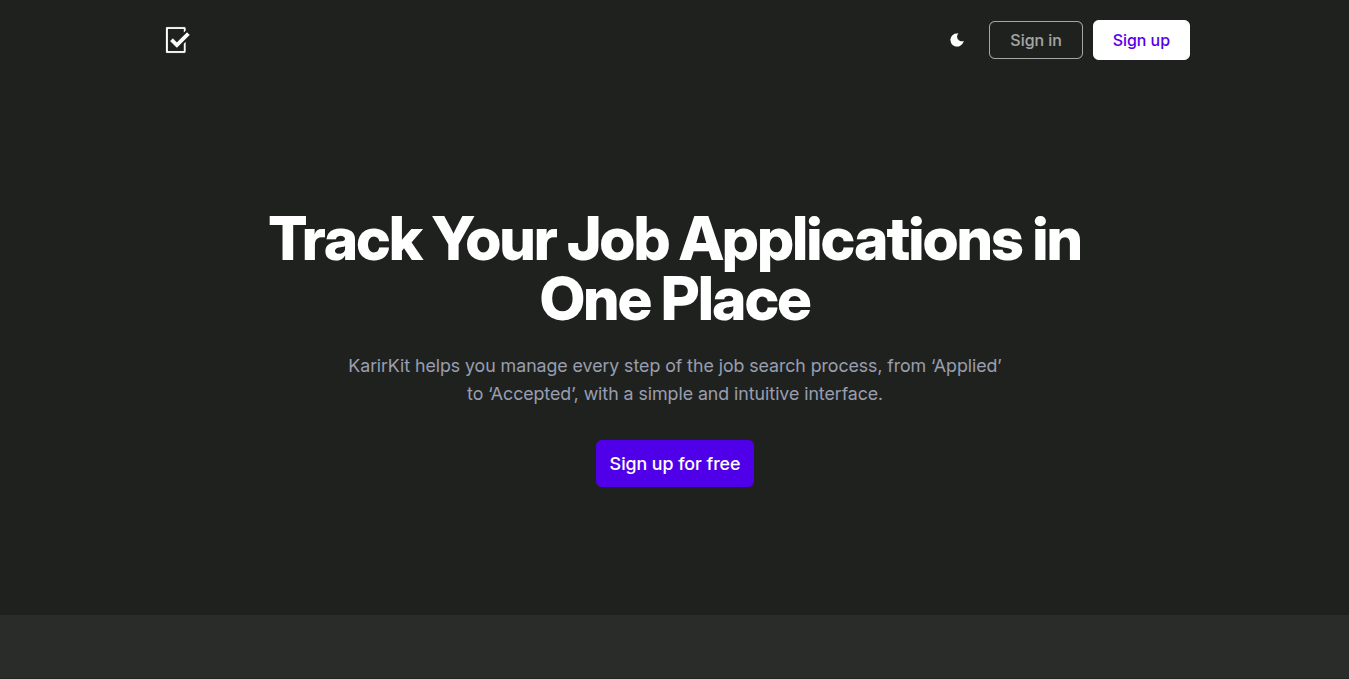 Sign in
Sign up
Track Your Job Applications in
One Place
KarirKit helps you manage every step of the job search process, from ‘Applied’
to ‘Accepted’, with a simple and intuitive interface.
Sign up for free